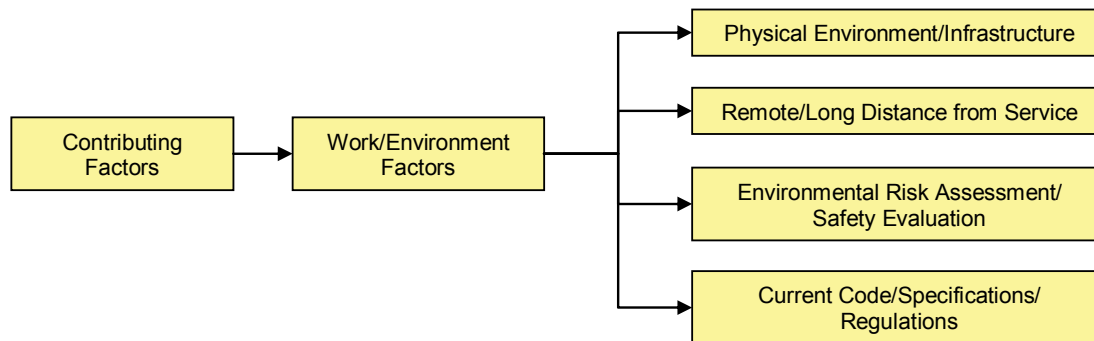 Contributing
Factors
Work/Environment
Factors
Physical Environment/Infrastructure
Remote/Long Distance from Service
Environmental Risk Assessment/
Safety Evaluation
Current Code/Specifications/
Regulations